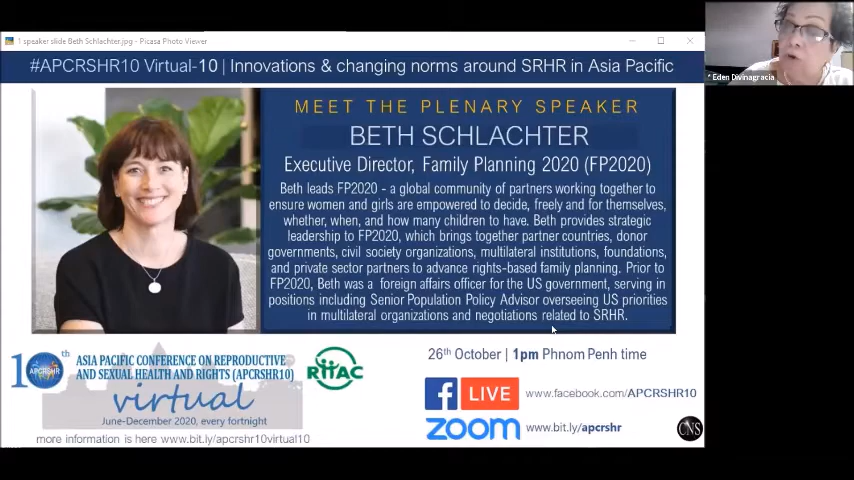 1 speaker slide Beth Schlachter.jpg - Picasa Photo Viewer
#APCRSHR10 Virtual-10 | Innovations & changing norms around SRHR in Asia Pacific
MEET THE PLENARY SPEAKER
BETH SCHLACHTER
Executive Director, Family Planning 2020 (FP2020)
Beth leads FP2020 - a global community of partners working together to
ensure women and girls are empowered to decide, freely and for themselves,
whether, when, and how many children to have. Beth provides strategic
leadership to FP2020, which brings together partner countries, donor
governments, civil society organizations, multilateral institutions, foundations,
and private sector partners to advance rights-based family planning. Prior to
FP2020, Beth was a foreign affairs officer for the US government, serving in
positions including Senior Population Policy Advisor overseeing US priorities
in multilateral organizations and negotiations related to SRHR.
10th
APCRSHR
ASIA PACIFIC CONFERENCE ON REPRODUCTIVE
AND SEXUAL HEALTH AND RIGHTS (APCRSHR10)
virtual
June-December 2020, every fortnight
more information is here www.bit.ly/apcrshr10virtual10
RHAC
26th October | 1pm Phnom Penh time
f LIVE www.facebook.com/APCRSHR10
zoom www.bit.ly/apcrshr
CNS
* Eden Divinagracia